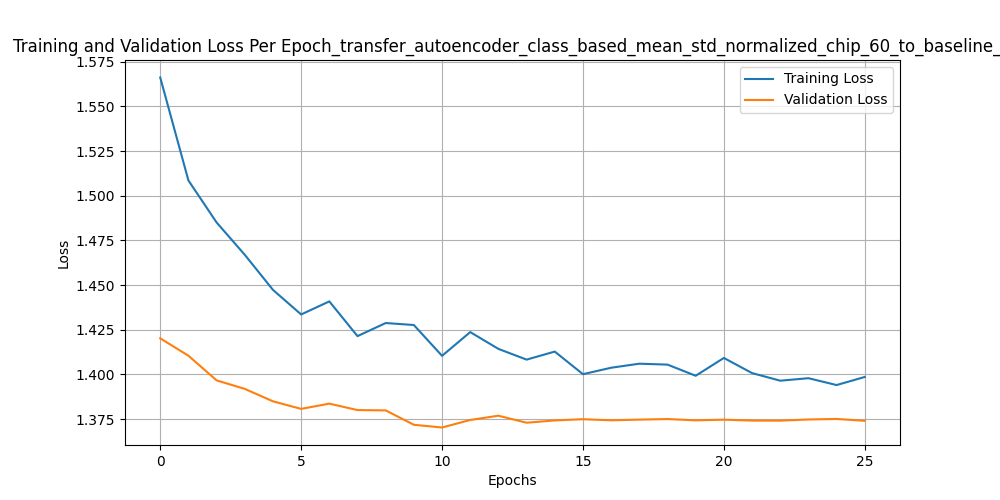 Training and Validation Loss Per Epoch_transfer_autoencoder_class_based_mean_std_normalized_chip_60_to_baseline_
1.575
1.550
1.525
1.500
1.475
1.450
1.425
1.400
1.375
Loss
Training Loss
Validation Loss
0 5 10 15 20 25
Epochs